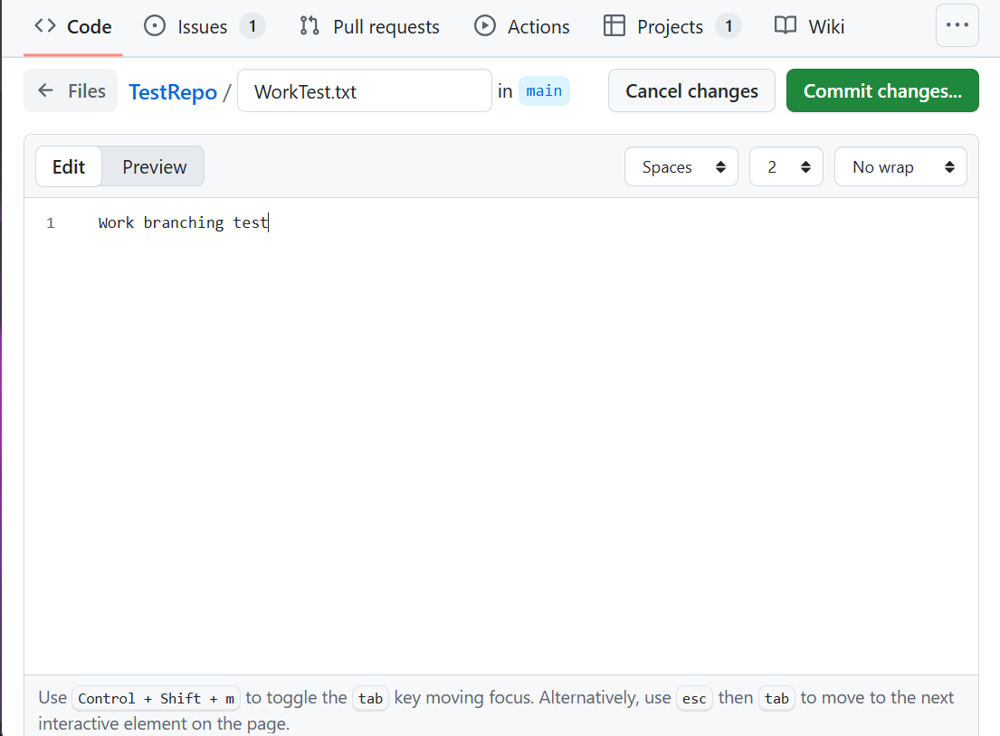 Code Issues 1 Pull requests Actions Projects 1 Wiki
Files TestRepo / WorkTest.txt in main Cancel changes Commit changes...
Edit Preview Spaces 2 No wrap
1 Work branching test
Use Control + Shift + m to toggle the tab key moving focus. Alternatively, use esc then tab to move to the next
interactive element on the page.